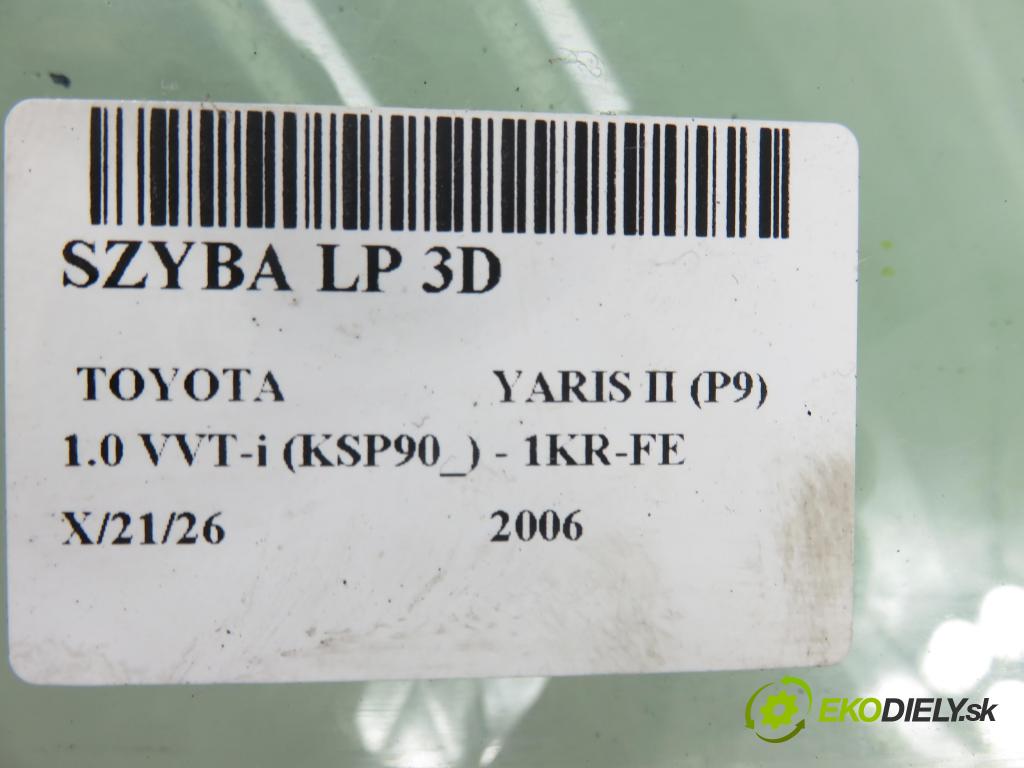 SZYBA LP 3D
TOYOTA YARIS II (P9)
1.0 VVT-i (KSP90_) - 1KR-FE
X/21/26 2006
EKODIELY.sk